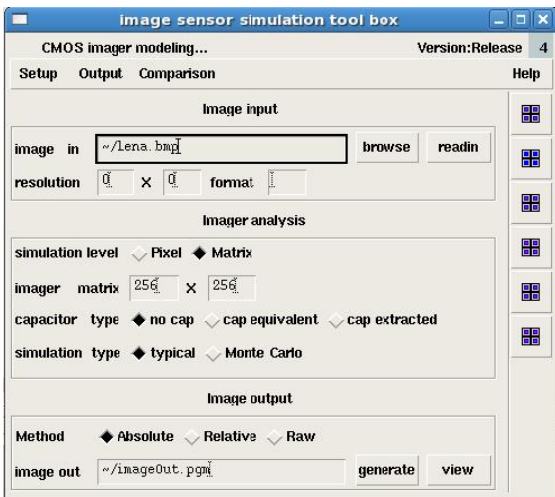 image sensor simulation tool box
CMOS imager modeling... Version:Release 4
Setup Output Comparison Help
Image input
image in ~/Lena.bmp browse readin
resolution 0 X 0 format
Imager analysis
simulation level Pixel Matrix
imager matrix 256 X 256
capacitor type no cap cap equivalent cap extracted
simulation type typical Monte Carlo
Image output
Method Absolute Relative Raw
image out ~/imageOut.pgm generate view